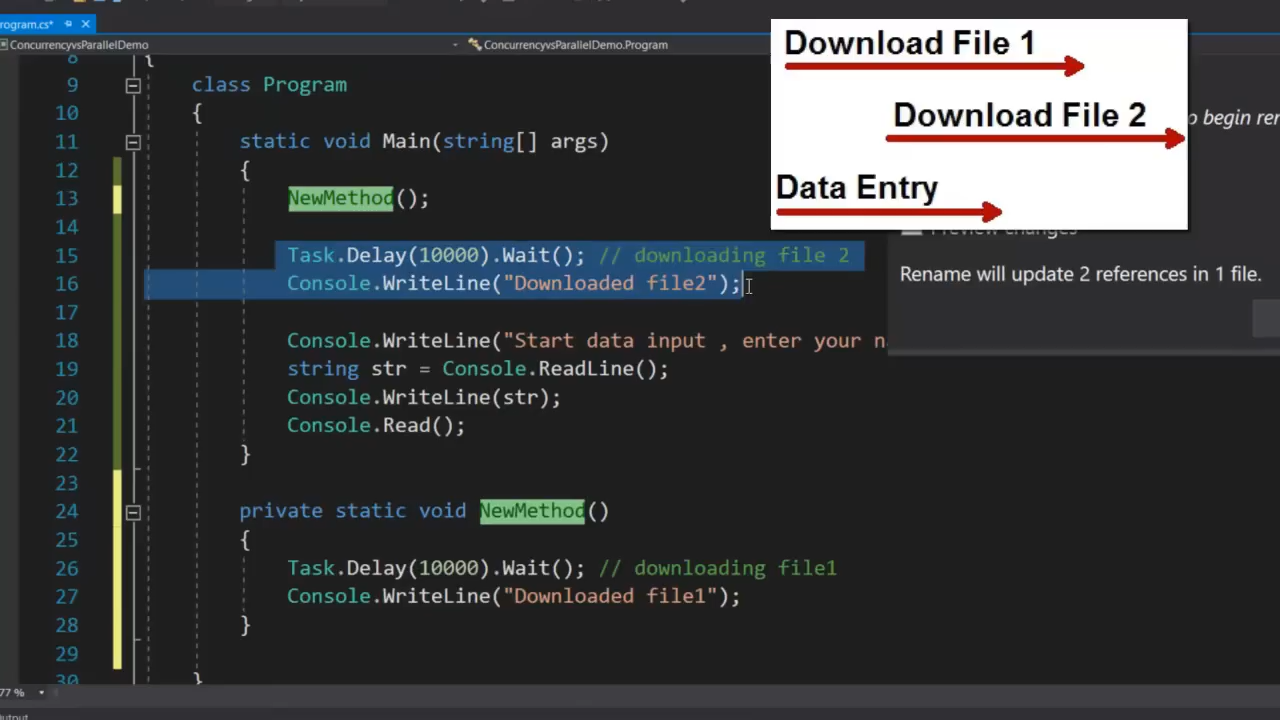 rogram.cs*
ConcurrencyvsParallelDemo
ConcurrencyvsParallelDemo.Program
Download File 1
Download File 2
Data Entry
o begin ren
Preview changes
Rename will update 2 references in 1 file.
8 {
9 class Program
10 {
11 static void Main(string[] args)
12 {
13 NewMethod();
14
15 Task.Delay(10000).Wait(); // downloading file 2
16 Console.WriteLine("Downloaded file2");
17
18 Console.WriteLine("Start data input , enter your n
19 string str = Console.ReadLine();
20 Console.WriteLine(str);
21 Console.Read();
22 }
23
24 private static void NewMethod()
25 {
26 Task.Delay(10000).Wait(); // downloading file1
27 Console.WriteLine("Downloaded file1");
28 }
29
30 }
77 %
utput